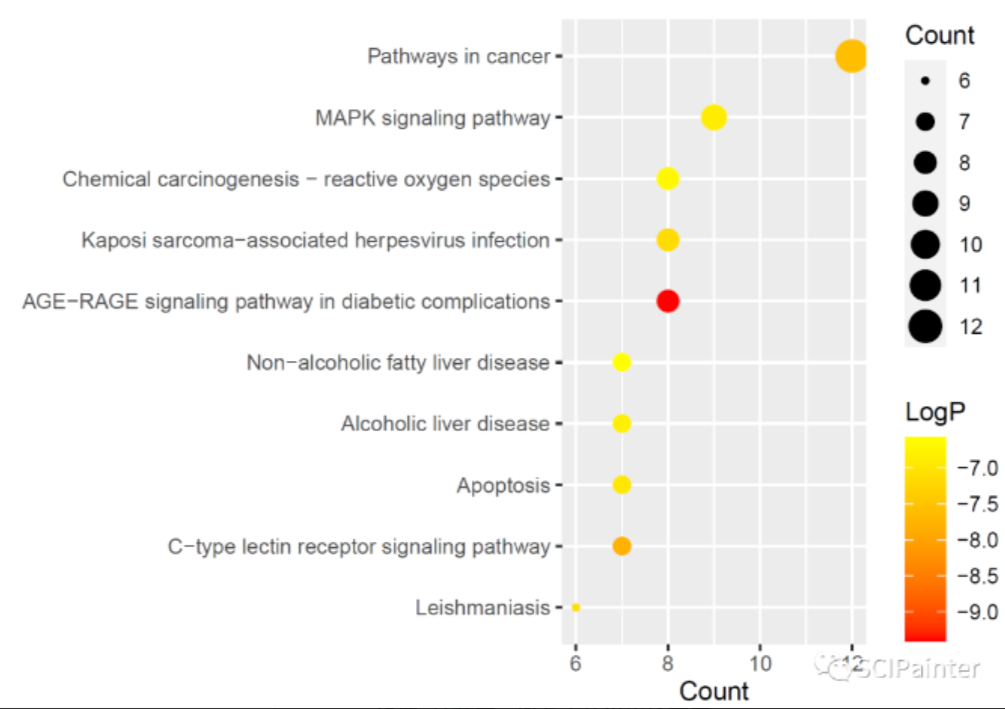 Pathways in cancer
MAPK signaling pathway
Chemical carcinogenesis − reactive oxygen species
Kaposi sarcoma−associated herpesvirus infection
AGE−RAGE signaling pathway in diabetic complications
Non−alcoholic fatty liver disease
Alcoholic liver disease
Apoptosis
C−type lectin receptor signaling pathway
Leishmaniasis
6 8 10 12
Count
Count
6
7
8
9
10
11
12
LogP
−7.0
−7.5
−8.0
−8.5
−9.0
SCIPainter